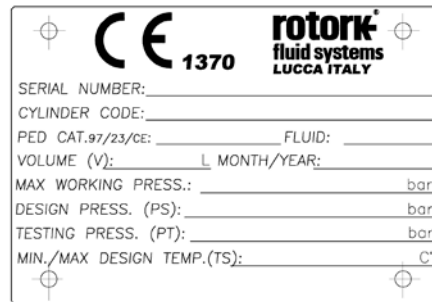 CE 1370
rotork
fluid systems
LUCCA ITALY
SERIAL NUMBER:
CYLINDER CODE:
PED CAT.97/23/CE: FLUID:
VOLUME (V): L MONTH/YEAR:
MAX WORKING PRESS.: bar
DESIGN PRESS. (PS): bar
TESTING PRESS. (PT): bar
MIN./MAX DESIGN TEMP.(TS): C°